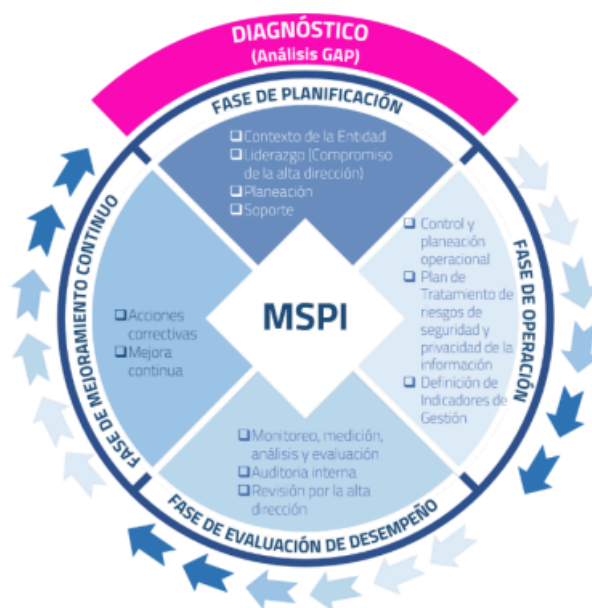 DIAGNÓSTICO
(Análisis GAP)
FASE DE PLANIFICACIÓN
❑Contexto de la Entidad
❑Liderazgo (Compromiso
de la alta dirección)
❑Planeación
❑Soporte
FASE DE OPERACIÓN
❑ Control y
planeación
operacional
❑ Plan de
Tratamiento de
riesgos de
seguridad y
privacidad de la
información
❑ Definición de
Indicadores de
Gestión
MSPI
FASE DE MEJORAMIENTO CONTINUO
❑Acciones
correctivas
❑Mejora
continua
❑Monitoreo, medición,
análisis y evaluación
❑Auditoria interna
❑Revisión por la alta
dirección
FASE DE EVALUACIÓN DE DESEMPEÑO